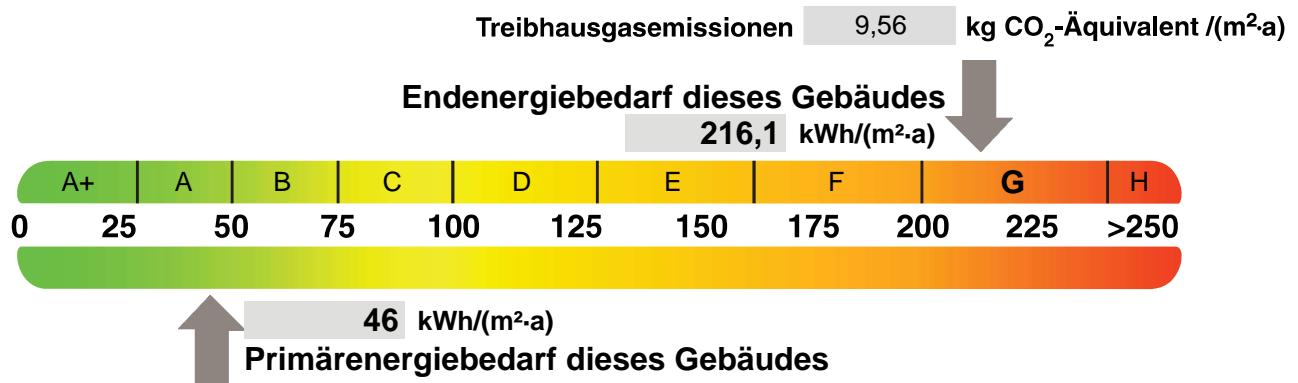 Treibhausgasemissionen 9,56 kg CO₂-Äquivalent /(m²·a)
Endenergiebedarf dieses Gebäudes
216,1 kWh/(m²·a)
A+ A B C D E F G H
0 25 50 75 100 125 150 175 200 225 >250
46 kWh/(m²·a)
Primärenergiebedarf dieses Gebäudes